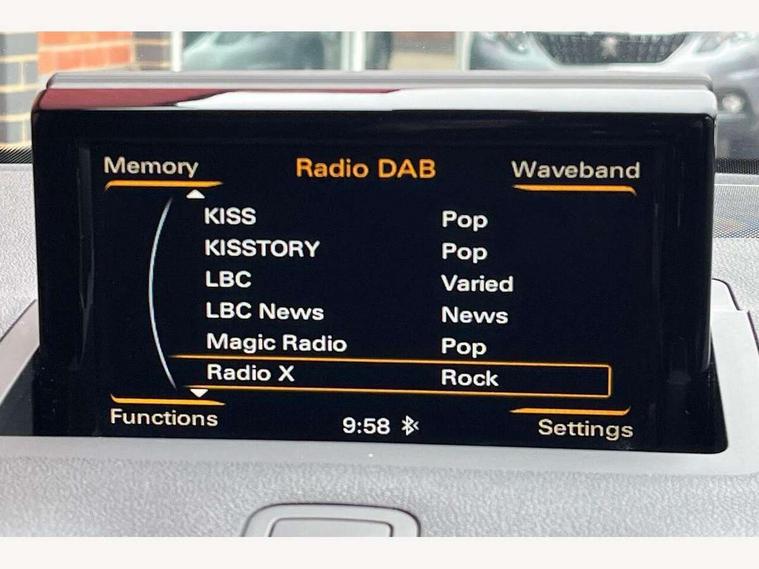 Memory Radio DAB Waveband
KISS Pop
KISSTORY Pop
LBC Varied
LBC News News
Magic Radio Pop
Radio X Rock
Functions 9:58 Settings